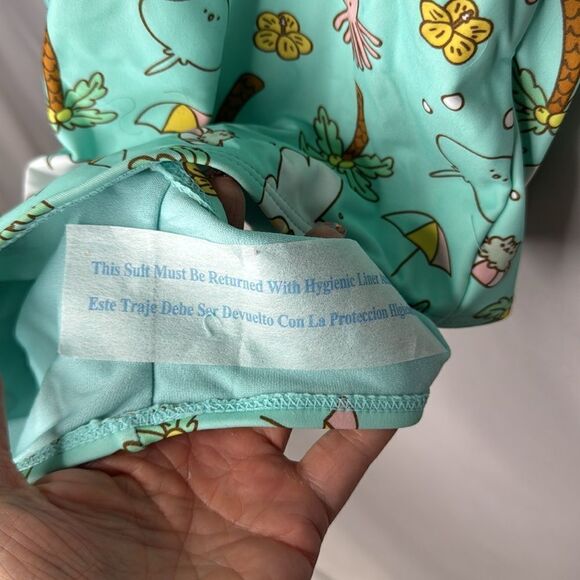 This Suit Must Be Returned With Hygienic Liner
Este Traje Debe Ser Devuelto Con La Proteccion